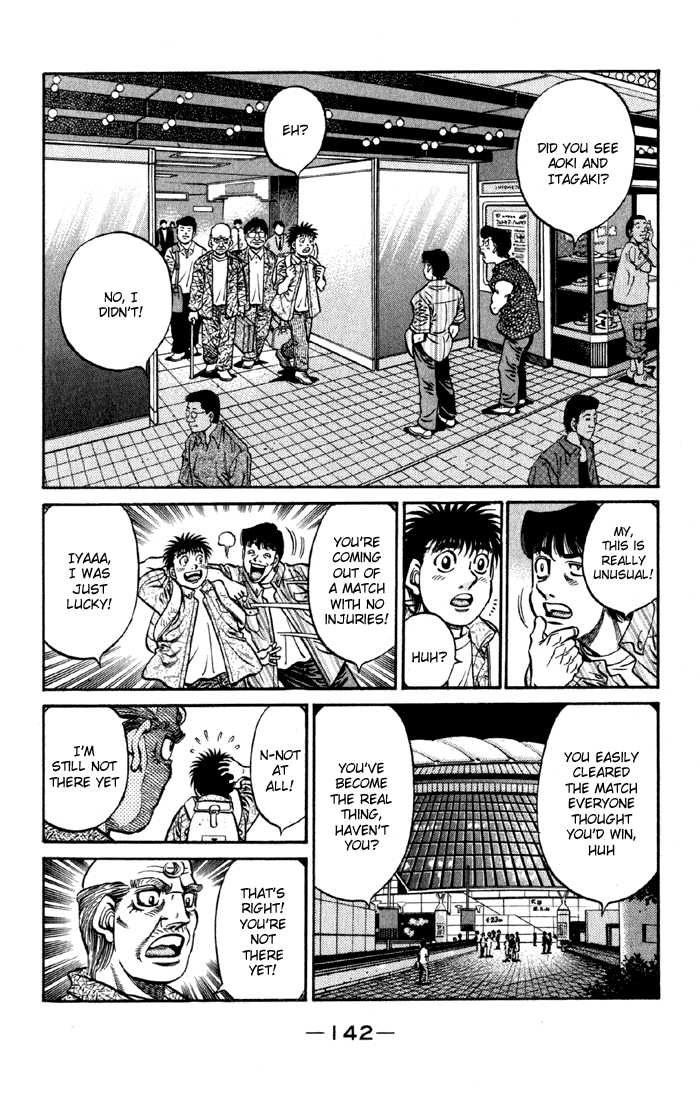 DID YOU SEE
AOKI AND
ITAGAKI?
EH?
NO, I
DIDN'T!
MY,
THIS IS
REALLY
UNUSUAL!
HUH?
YOU'RE
COMING
OUT OF
A MATCH
WITH NO
INJURIES!
IYAAA,
I WAS
JUST
LUCKY!
YOU EASILY
CLEARED
THE MATCH
EVERYONE
THOUGHT
YOU'D WIN,
HUH
YOU'VE
BECOME
THE REAL
THING,
HAVEN'T
YOU?
N-NOT
AT
ALL!
I'M
STILL NOT
THERE YET
THAT'S
RIGHT!
YOU'RE
NOT
THERE
YET!
—142—